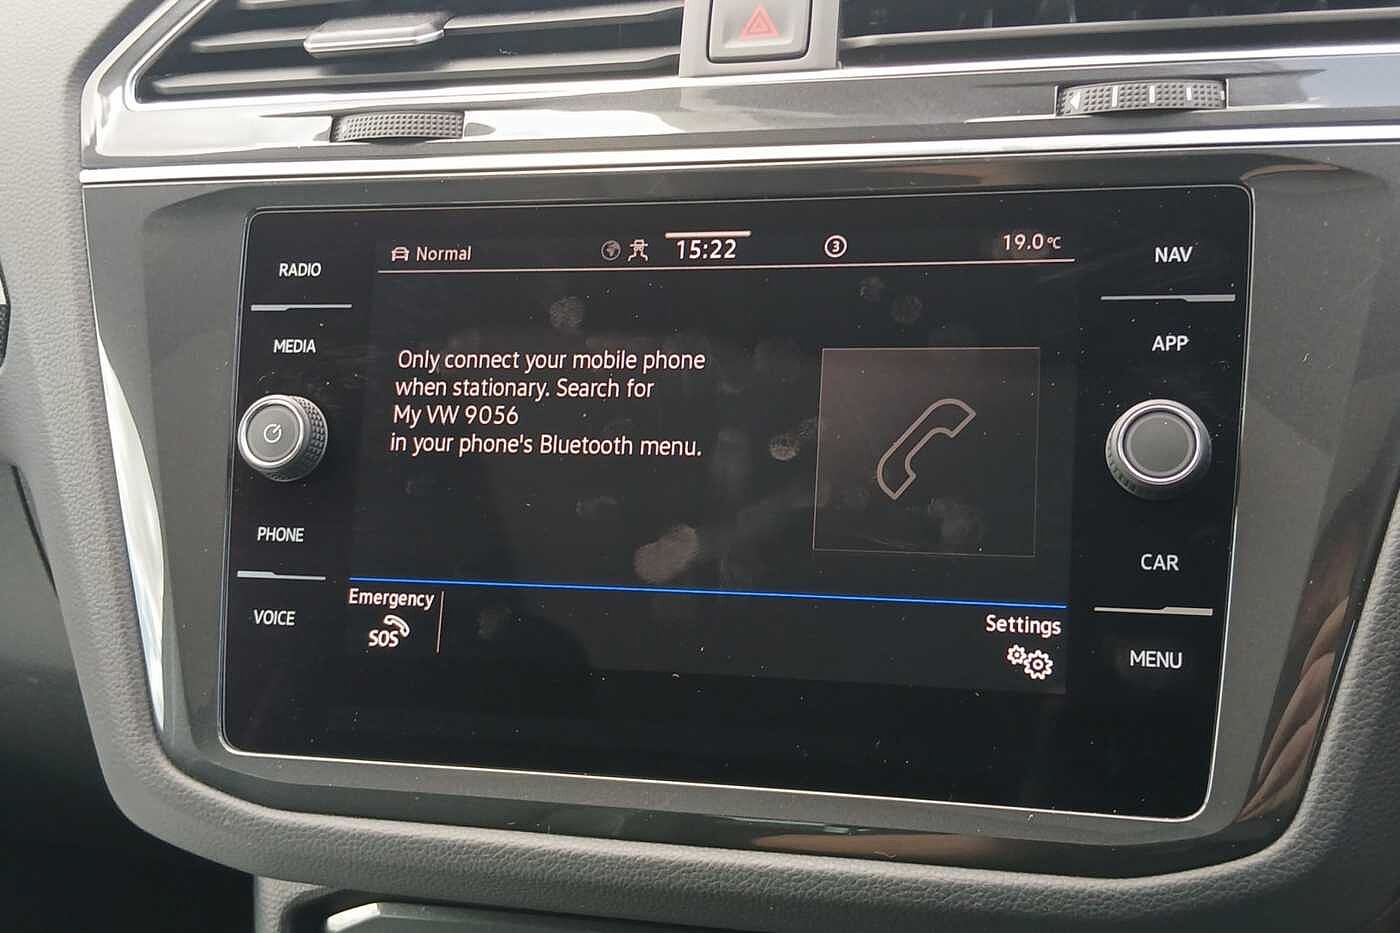 Normal
15:22
3
19.0°C
RADIO
MEDIA
PHONE
VOICE
Only connect your mobile phone
when stationary. Search for
My VW 9056
in your phone's Bluetooth menu.
Emergency
SOS
Settings
NAV
APP
CAR
MENU